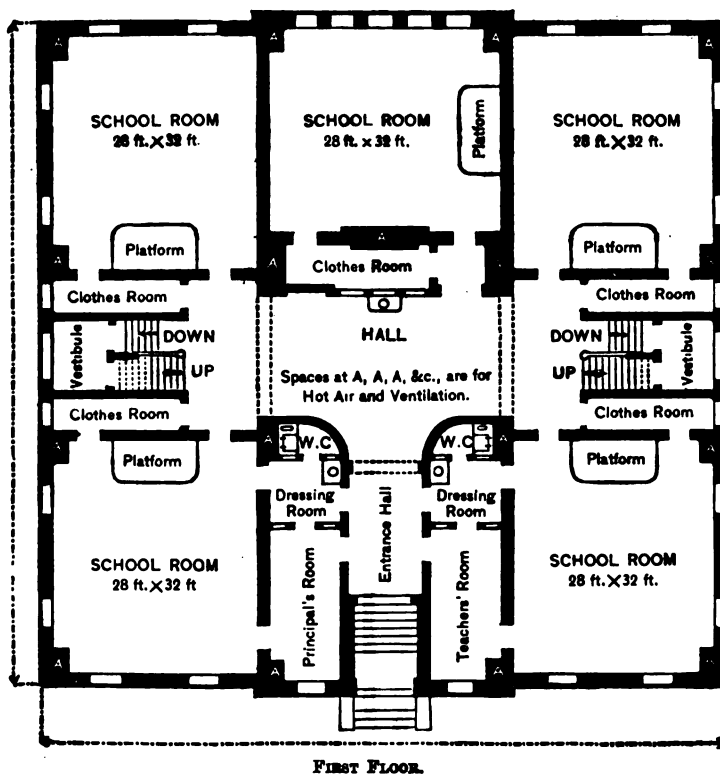 A A A A
SCHOOL ROOM
26 ft. × 32 ft.
SCHOOL ROOM
28 ft. x 32 ft.
Platform
SCHOOL ROOM
26 ft. × 32 ft.
Platform
Platform
A A A A A
Clothes Room
Clothes Room
Clothes Room
Vestibule
DOWN
UP
HALL
DOWN
UP
Vestibule
Spaces at A, A, A, &c., are for
Hot Air and Ventilation.
Clothes Room
Clothes Room
A A A A
W.C
W.C
Platform
Platform
Dressing
Room
Dressing
Room
Entrance Hall
SCHOOL ROOM
28 ft. × 32 ft
SCHOOL ROOM
28 ft. × 32 ft.
Principal's Room
Teachers' Room
A A A A
FIRST FLOOR.